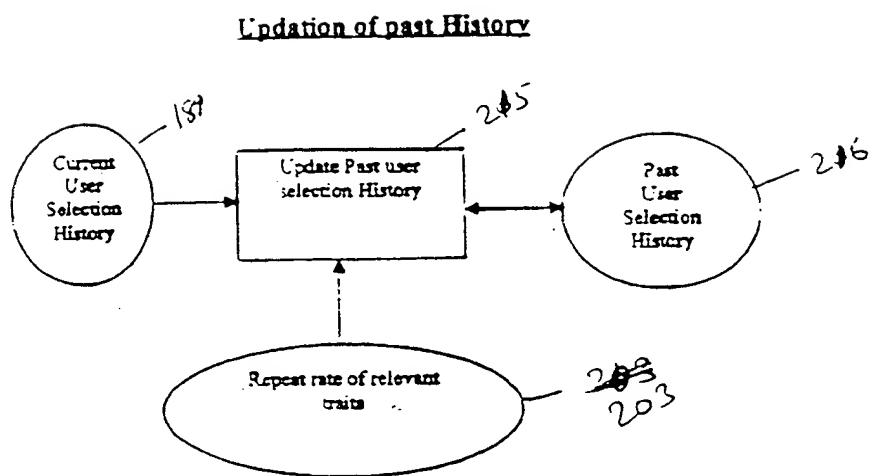 Updation of past History
Current
User
Selection
History
Update Past user
selection History
Past
User
Selection
History
Repeat rate of relevant
traits
203